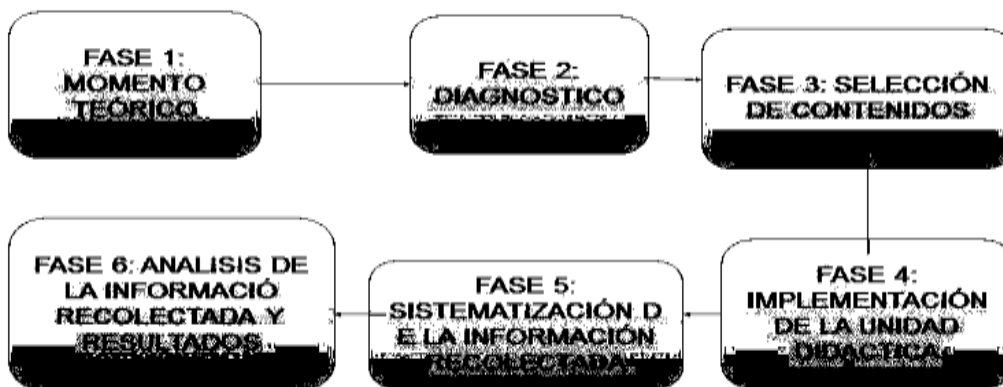 FASE 1:
MOMENTO
TEÓRICO
FASE 2:
DIAGNOSTICO
FASE 3: SELECCIÓN
DE CONTENIDOS
FASE 4:
IMPLEMENTACIÓN
DE LA UNIDAD
DIDACTICA
FASE 5:
SISTEMATIZACIÓN D
E LA INFORMACIÓN
RECOLECTADA
FASE 6: ANALISIS DE
LA INFORMACIÓ
RECOLECTADA Y
RESULTADOS